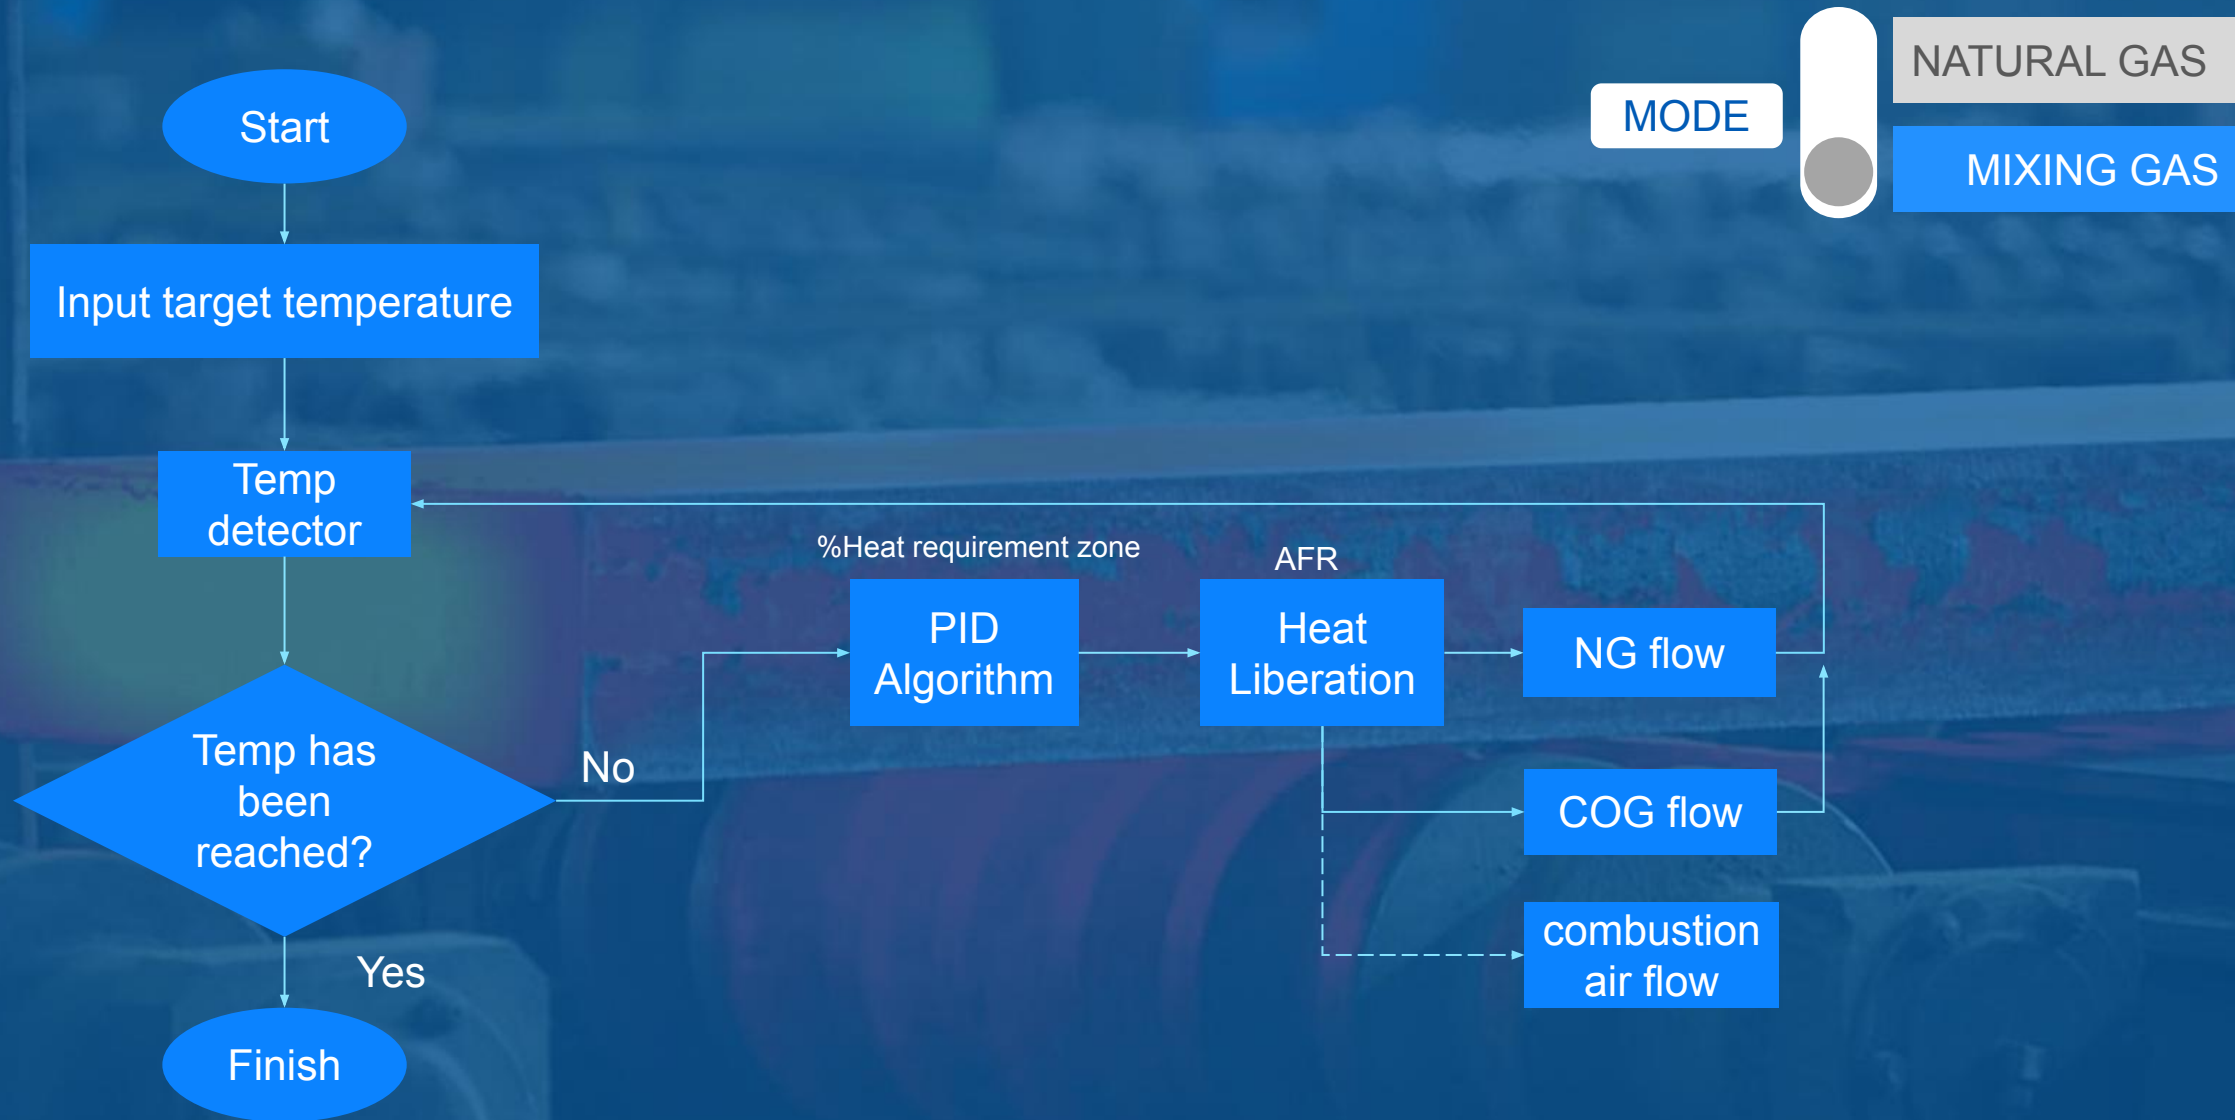 NATURAL GAS
MODE
MIXING GAS
Start
Input target temperature
Temp
detector
%Heat requirement zone
AFR
PID
Algorithm
Heat
Liberation
NG flow
Temp has
been
reached?
No
COG flow
combustion
air flow
Yes
Finish